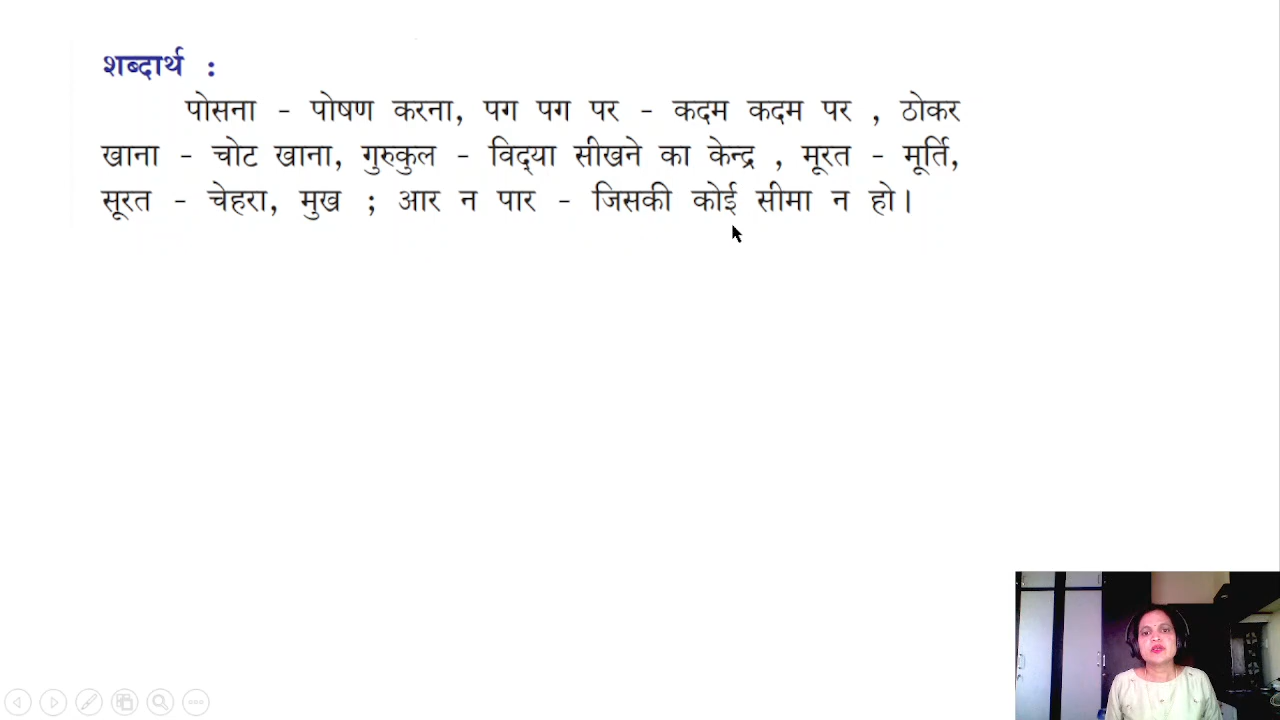 शब्दार्थ :
पोसना - पोषण करना, पग पग पर - कदम कदम पर , ठोकर
खाना - चोट खाना, गुरुकुल - विद्‌या सीखने का केन्द्र , मूरत - मूर्ति,
सूरत - चेहरा, मुख ; आर न पार - जिसकी कोई सीमा न हो।